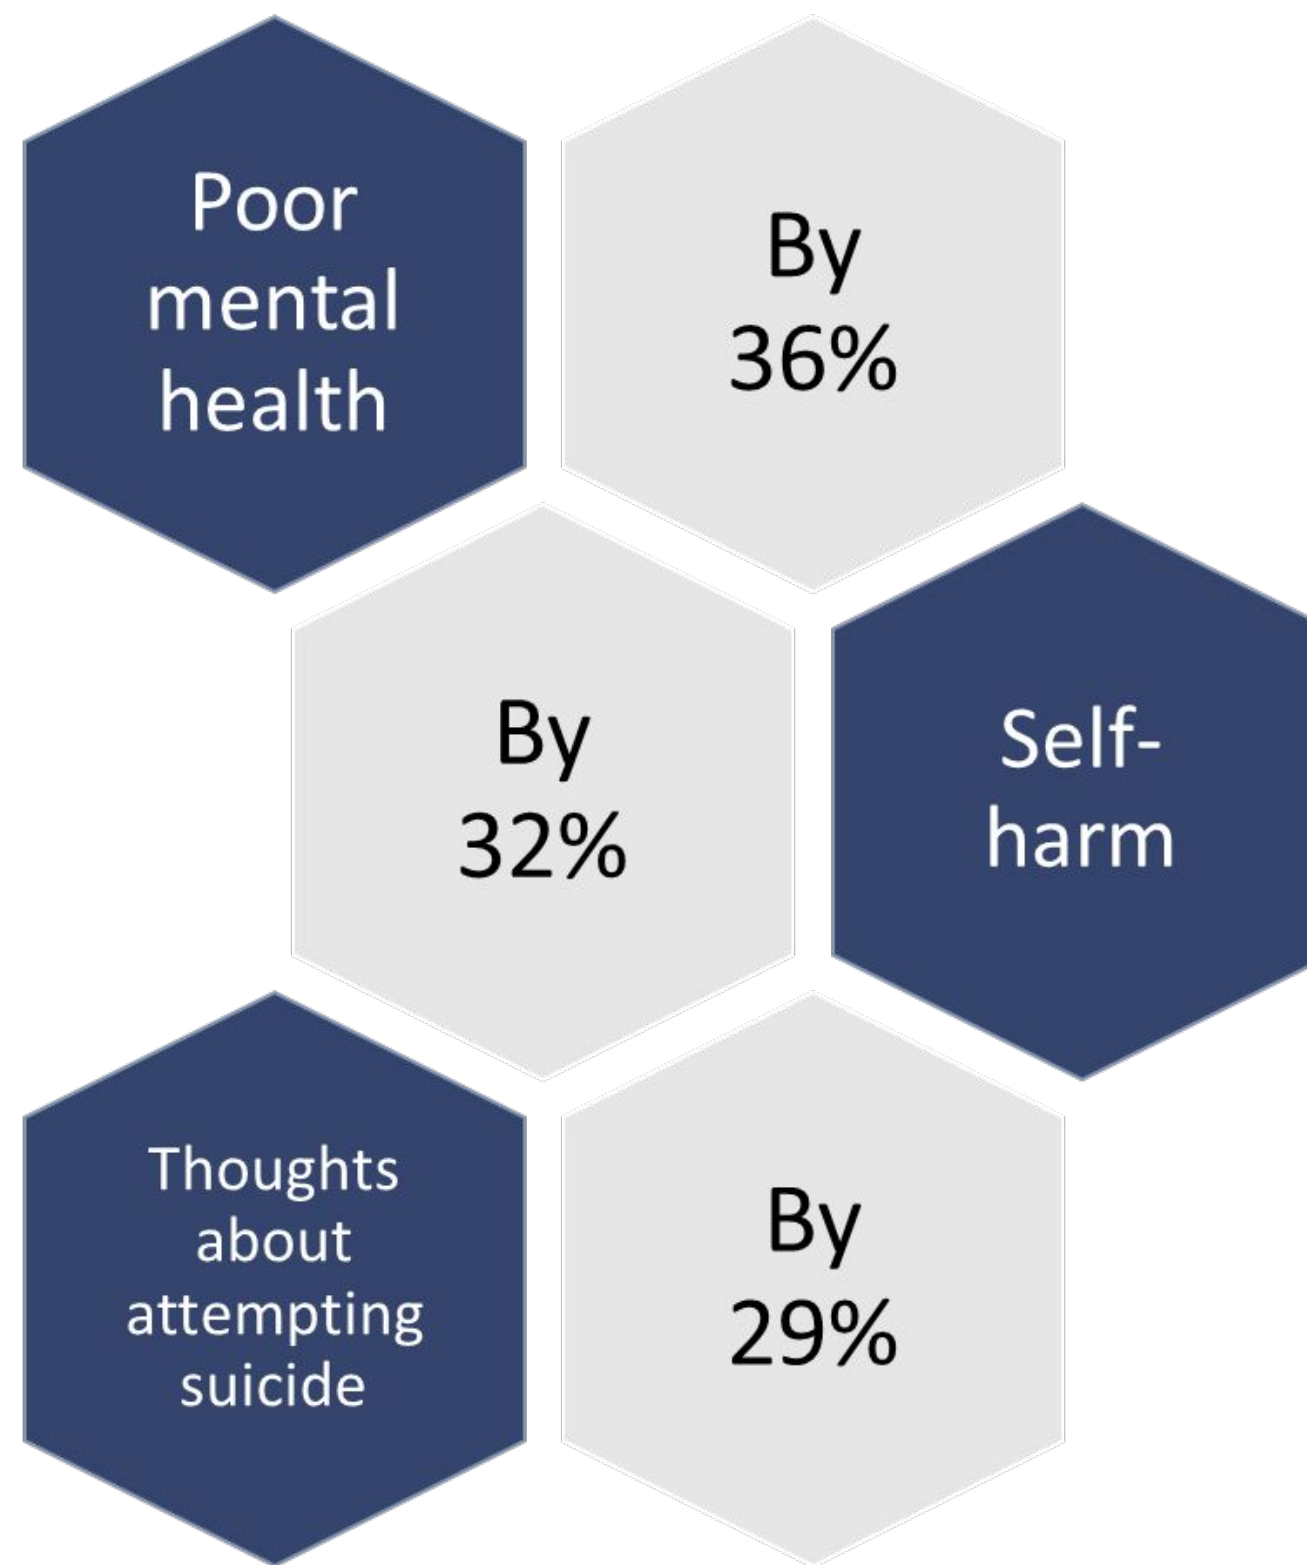 Poor
mental
health
By
36%
By
32%
Self-
harm
Thoughts
about
attempting
suicide
By
29%